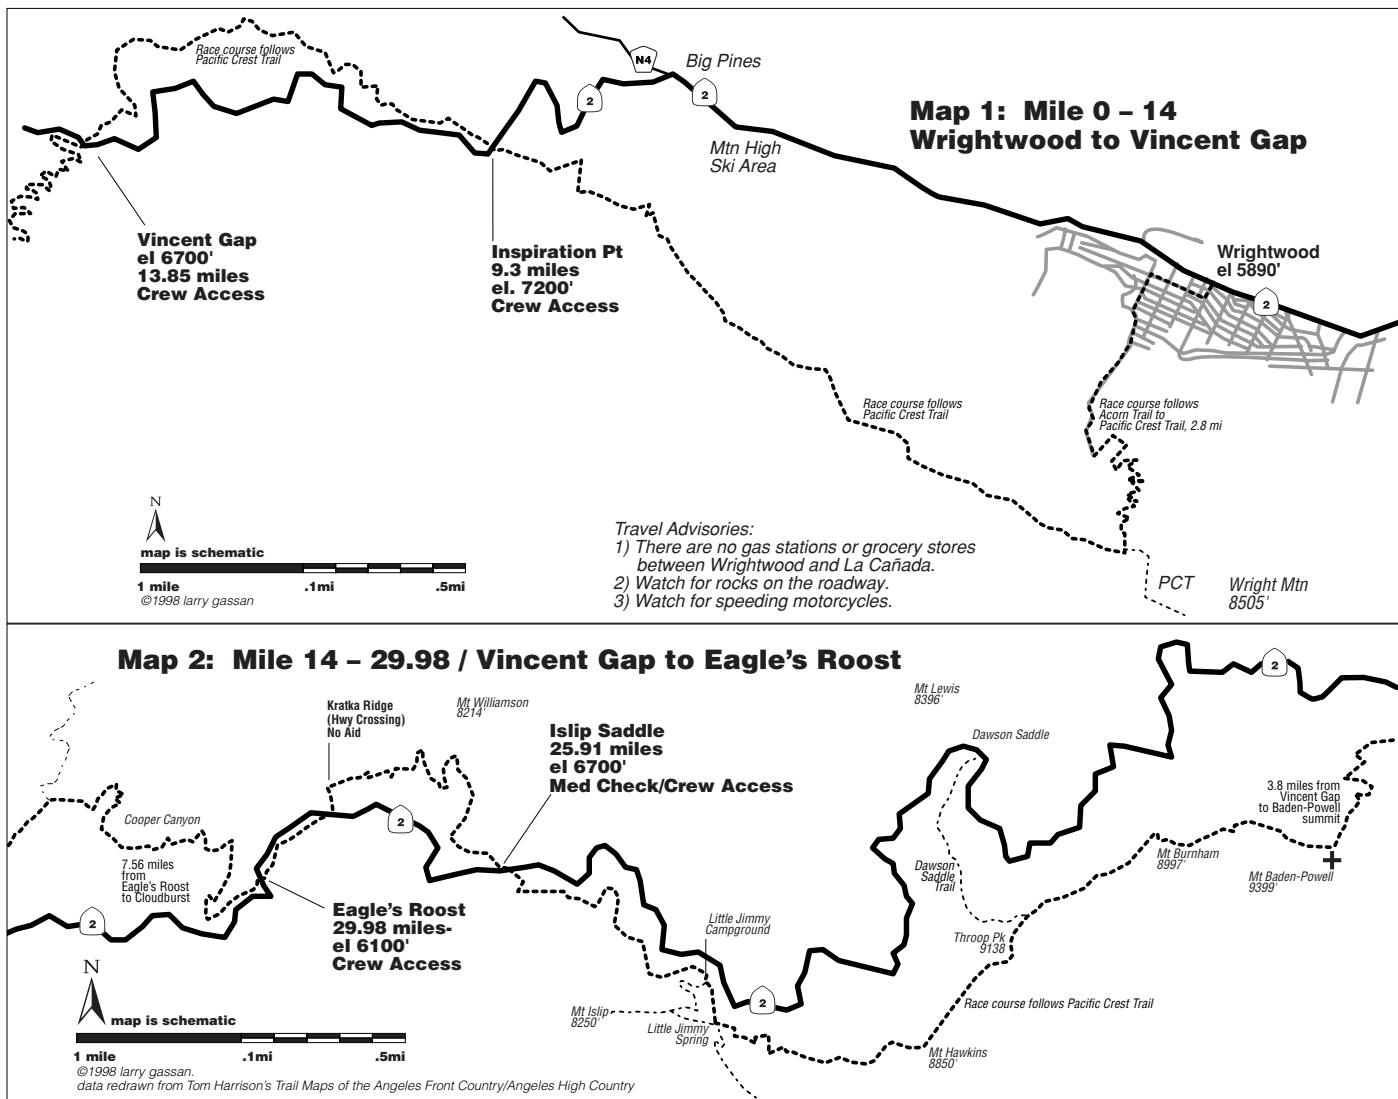 Race course follows
Pacific Crest Trail
N4
Big Pines
2
2
Mtn High
Ski Area
Map 1:  Mile 0 – 14
Wrightwood to Vincent Gap
Vincent Gap
el 6700'
13.85 miles
Crew Access
Inspiration Pt
9.3 miles
el. 7200'
Crew Access
Wrightwood
el 5890'
2
Race course follows
Pacific Crest Trail
Race course follows
Acorn Trail to
Pacific Crest Trail, 2.8 mi
N
map is schematic
1 mile
.1mi
.5mi
©1998 larry gassan
Travel Advisories:
1) There are no gas stations or grocery stores
between Wrightwood and La Cañada.
2) Watch for rocks on the roadway.
3) Watch for speeding motorcycles.
PCT
Wright Mtn
8505'
Map 2:  Mile 14 – 29.98 / Vincent Gap to Eagle's Roost
2
Kratka Ridge
(Hwy Crossing)
No Aid
Mt Williamson
8214'
Islip Saddle
25.91 miles
el 6700'
Med Check/Crew Access
Mt Lewis
8396'
Dawson Saddle
3.8 miles from
Vincent Gap
to Baden-Powell
summit
Cooper Canyon
2
7.56 miles
from
Eagle's Roost
to Cloudburst
2
Dawson
Saddle
Trail
Mt Burnham
8997'
Mt Baden-Powell
9399'
Eagle's Roost
29.98 miles-
el 6100'
Crew Access
Little Jimmy
Campground
Throop Pk
9138
2
Race course follows Pacific Crest Trail
Mt Islip
8250'
Little Jimmy
Spring
Mt Hawkins
8850'
N
map is schematic
1 mile
.1mi
.5mi
©1998 larry gassan.
data redrawn from Tom Harrison's Trail Maps of the Angeles Front Country/Angeles High Country